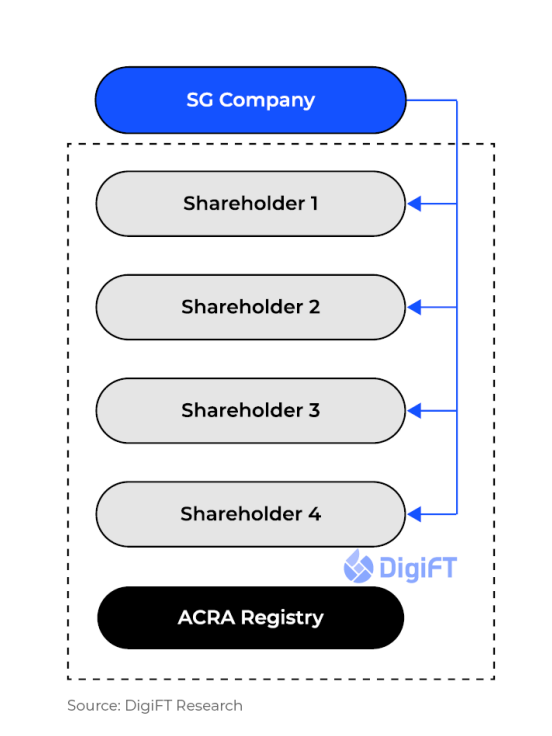 SG Company
Shareholder 1
Shareholder 2
Shareholder 3
Shareholder 4
DigiFT
ACRA Registry
Source: DigiFT Research